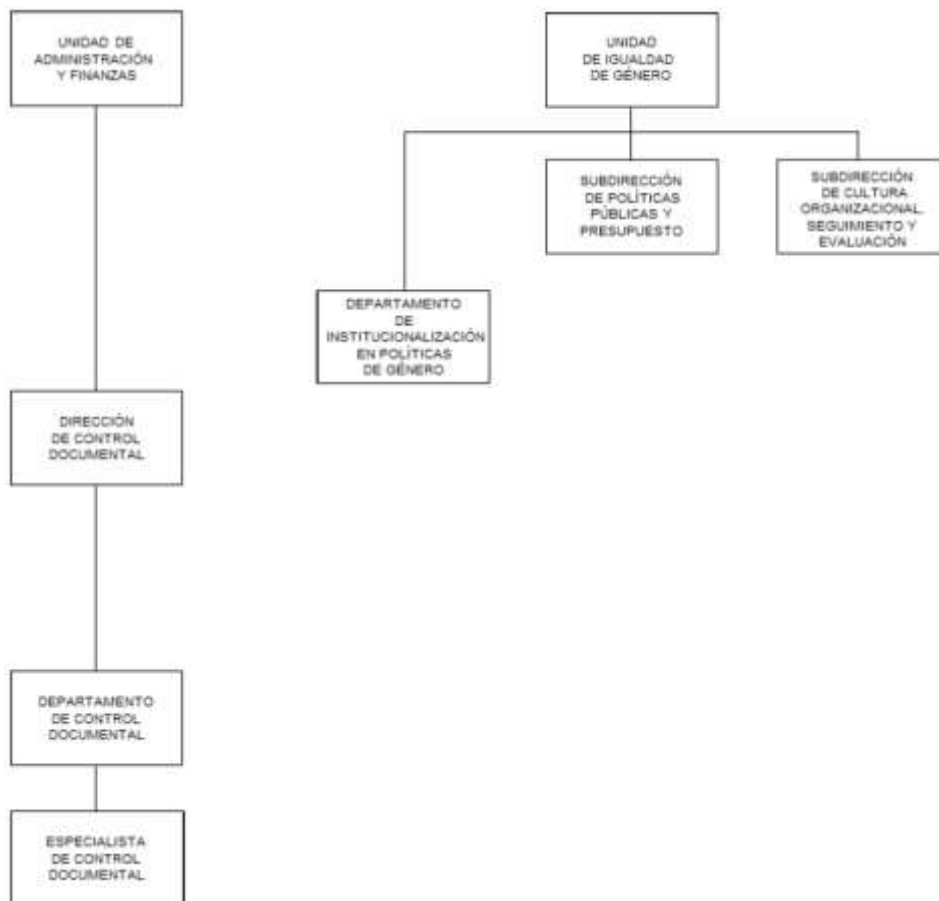 UNIDAD DE
ADMINISTRACIÓN
Y FINANZAS
UNIDAD
DE IGUALDAD
DE GÉNERO
SUBDIRECCIÓN
DE POLÍTICAS
PÚBLICAS Y
PRESUPUESTO
SUBDIRECCIÓN
DE CULTURA
ORGANIZACIONAL,
SEGUIMIENTO Y
EVALUACIÓN
DEPARTAMENTO
DE
INSTITUCIONALIZACIÓN
EN POLÍTICAS
DE GÉNERO
DIRECCIÓN
DE CONTROL
DOCUMENTAL
DEPARTAMENTO
DE CONTROL
DOCUMENTAL
ESPECIALISTA
DE CONTROL
DOCUMENTAL